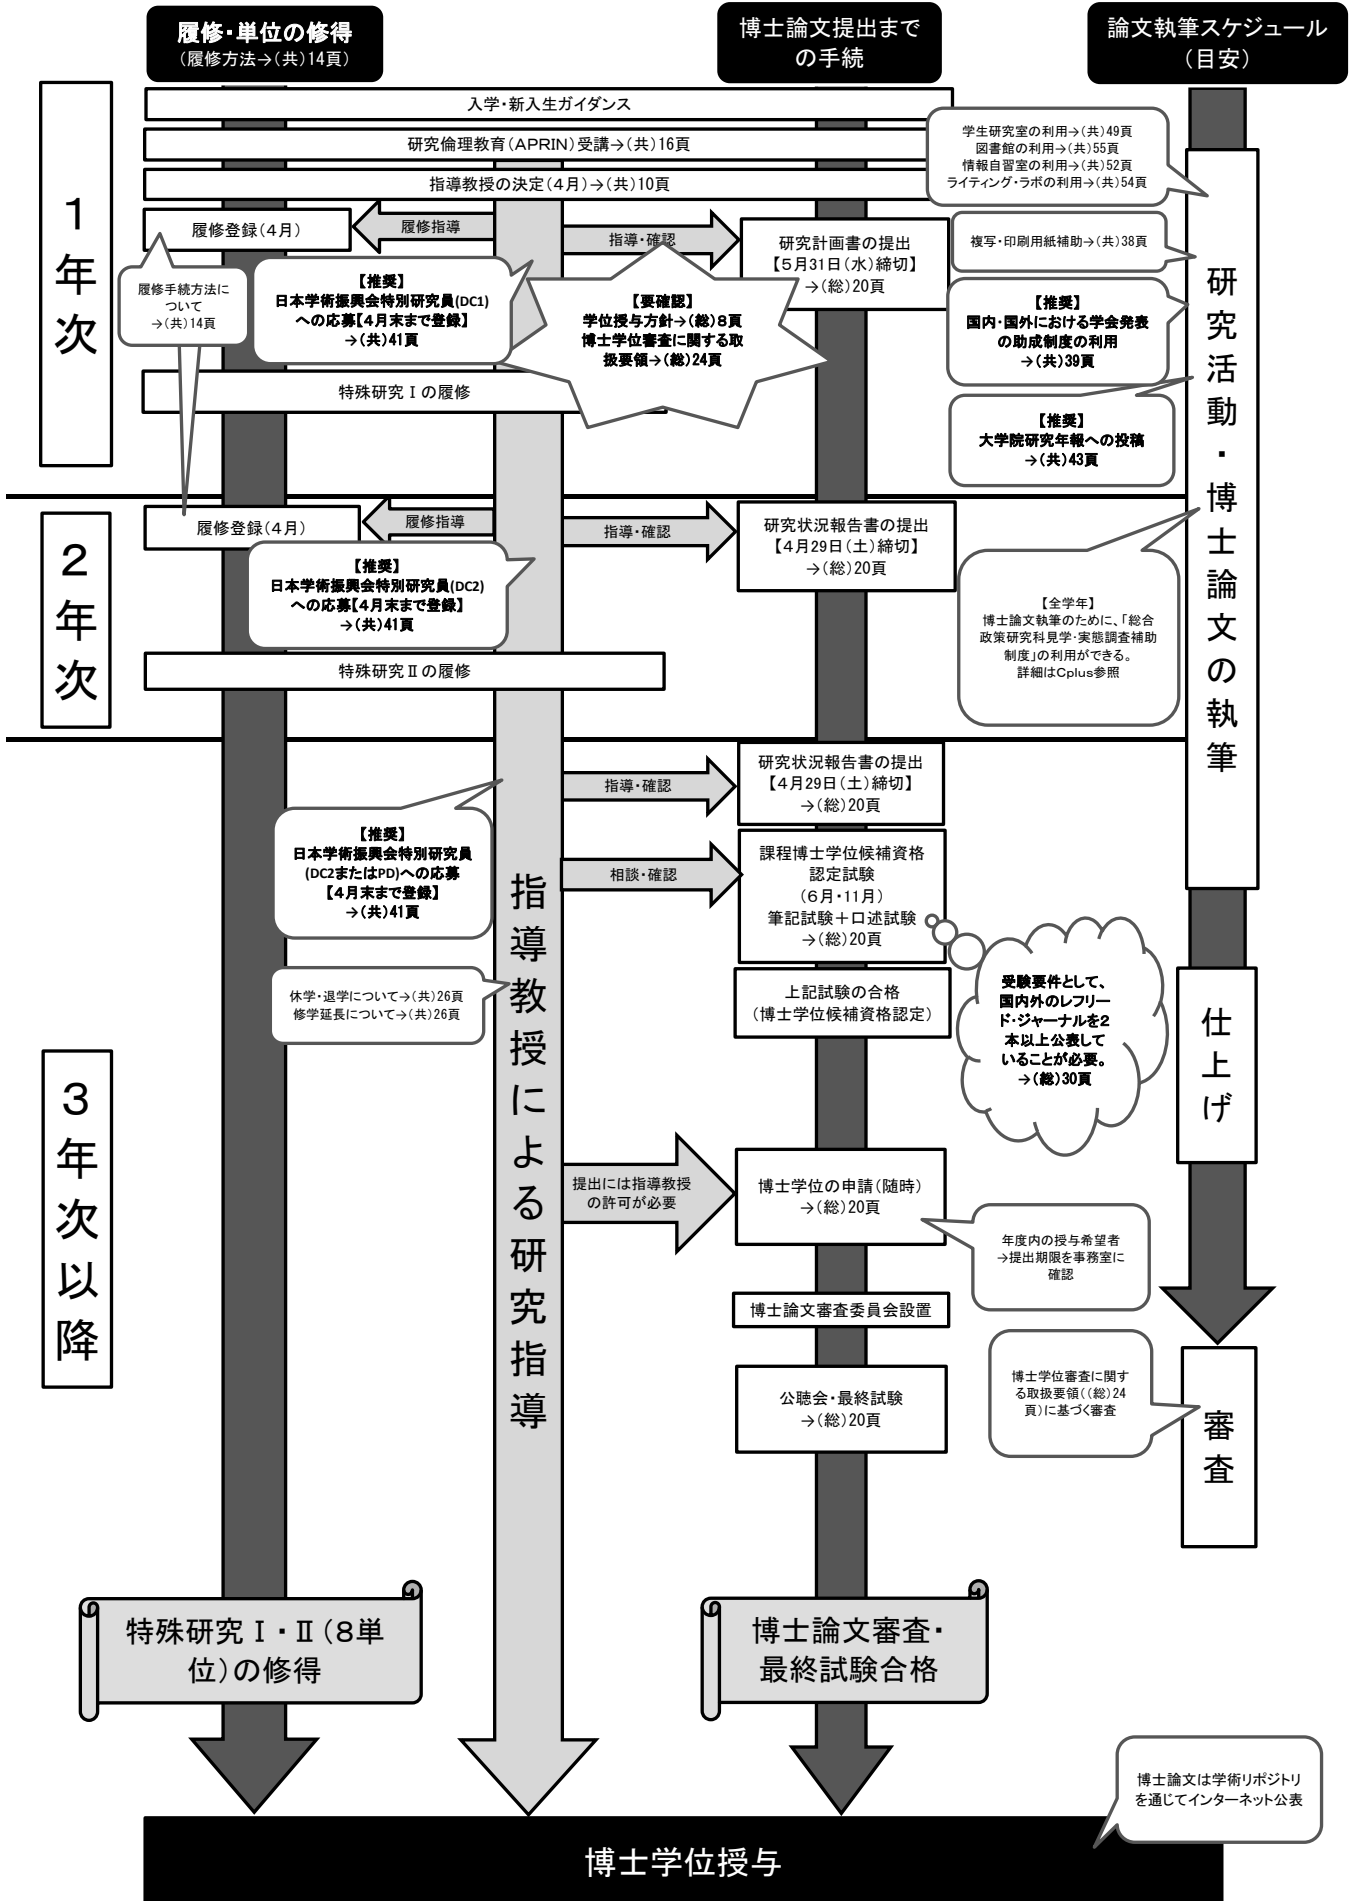 履修・単位の修得
(履修方法→(共)14頁)
博士論文提出まで
の手続
論文執筆スケジュール
(目安)
1年次
入学・新入生ガイダンス
研究倫理教育(APRIN)受講→(共)16頁
指導教授の決定(4月)→(共)10頁
学生研究室の利用→(共)49頁
図書館の利用→(共)55頁
情報自習室の利用→(共)52頁
ライティング・ラボの利用→(共)54頁
履修登録(4月)
履修指導
指導・確認
研究計画書の提出
【5月31日(水)締切】
→(総)20頁
複写・印刷用紙補助→(共)38頁
履修手続方法に
ついて
→(共)14頁
【推奨】
日本学術振興会特別研究員(DC1)
への応募【4月末まで登録】
→(共)41頁
【要確認】
学位授与方針→(総)8頁
博士学位審査に関する取
扱要領→(総)24頁
【推奨】
国内・国外における学会発表
の助成制度の利用
→(共)39頁
特殊研究Ⅰの履修
【推奨】
大学院研究年報への投稿
→(共)43頁
研究活動・博士論文の執筆
2年次
履修登録(4月)
履修指導
指導・確認
研究状況報告書の提出
【4月29日(土)締切】
→(総)20頁
【推奨】
日本学術振興会特別研究員(DC2)
への応募【4月末まで登録】
→(共)41頁
【全学年】
博士論文執筆のために、「総合
政策研究科見学・実態調査補助
制度」の利用ができる。
詳細はCplus参照
特殊研究Ⅱの履修
3年次以降
指導・確認
研究状況報告書の提出
【4月29日(土)締切】
→(総)20頁
【推奨】
日本学術振興会特別研究員
(DC2またはPD)への応募
【4月末まで登録】
→(共)41頁
相談・確認
課程博士学位候補資格
認定試験
(6月・11月)
筆記試験+口述試験
→(総)20頁
指導教授による研究指導
休学・退学について→(共)26頁
修学延長について→(共)26頁
上記試験の合格
(博士学位候補資格認定)
受験要件として、
国内外のレフリー
ド・ジャーナルを2
本以上公表して
いることが必要。
→(総)30頁
仕上げ
提出には指導教授
の許可が必要
博士学位の申請(随時)
→(総)20頁
年度内の授与希望者
→提出期限を事務室に
確認
博士論文審査委員会設置
公聴会・最終試験
→(総)20頁
博士学位審査に関す
る取扱要領((総)24
頁)に基づく審査
審査
特殊研究Ⅰ・Ⅱ(8単
位)の修得
博士論文審査・
最終試験合格
博士論文は学術リポジトリ
を通じてインターネット公表
博士学位授与